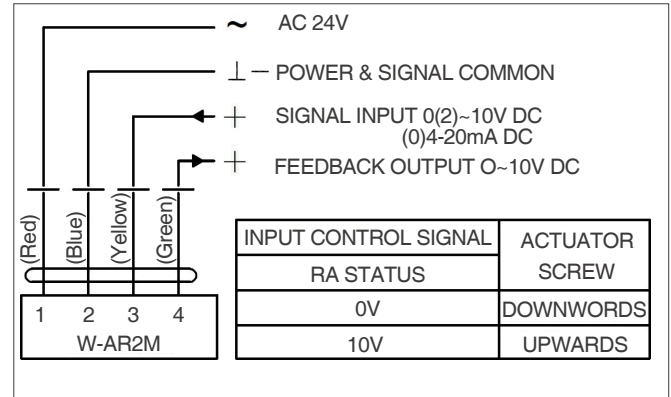 ~ AC 24V
⊥ — POWER & SIGNAL COMMON
+ SIGNAL INPUT 0(2)~10V DC
(0)4-20mA DC
+ FEEDBACK OUTPUT O~10V DC
(Red)
(Blue)
(Yellow)
(Green)
1 2 3 4
W-AR2M
INPUT CONTROL SIGNAL
ACTUATOR
SCREW
RA STATUS
0V DOWNWORDS
10V UPWARDS